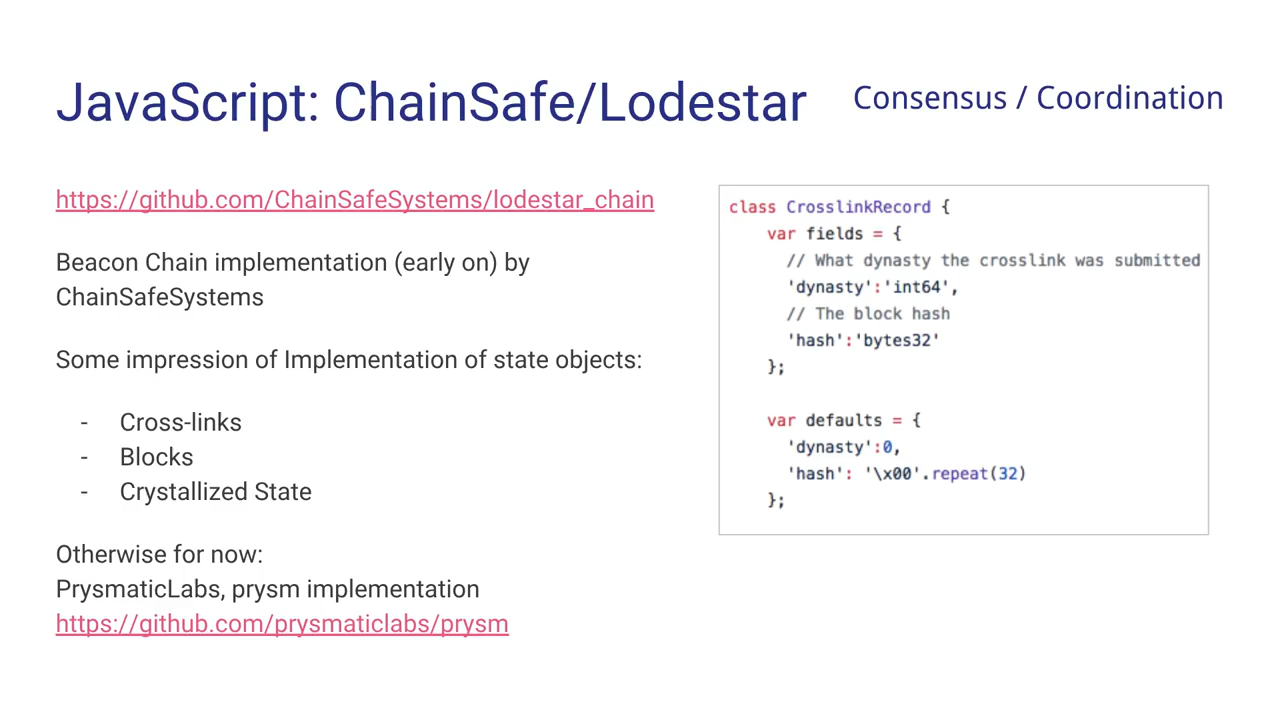 JavaScript: ChainSafe/Lodestar
Consensus / Coordination
https://github.com/ChainSafeSystems/lodestar_chain
Beacon Chain implementation (early on) by
ChainSafeSystems
Some impression of Implementation of state objects:
- Cross-links
- Blocks
- Crystallized State
Otherwise for now:
PrysmaticLabs, prysm implementation
https://github.com/prysmaticlabs/prysm
class CrosslinkRecord {
var fields = {
// What dynasty the crosslink was submitted
'dynasty':'int64',
// The block hash
'hash':'bytes32'
};
var defaults = {
'dynasty':0,
'hash': '\x00'.repeat(32)
};